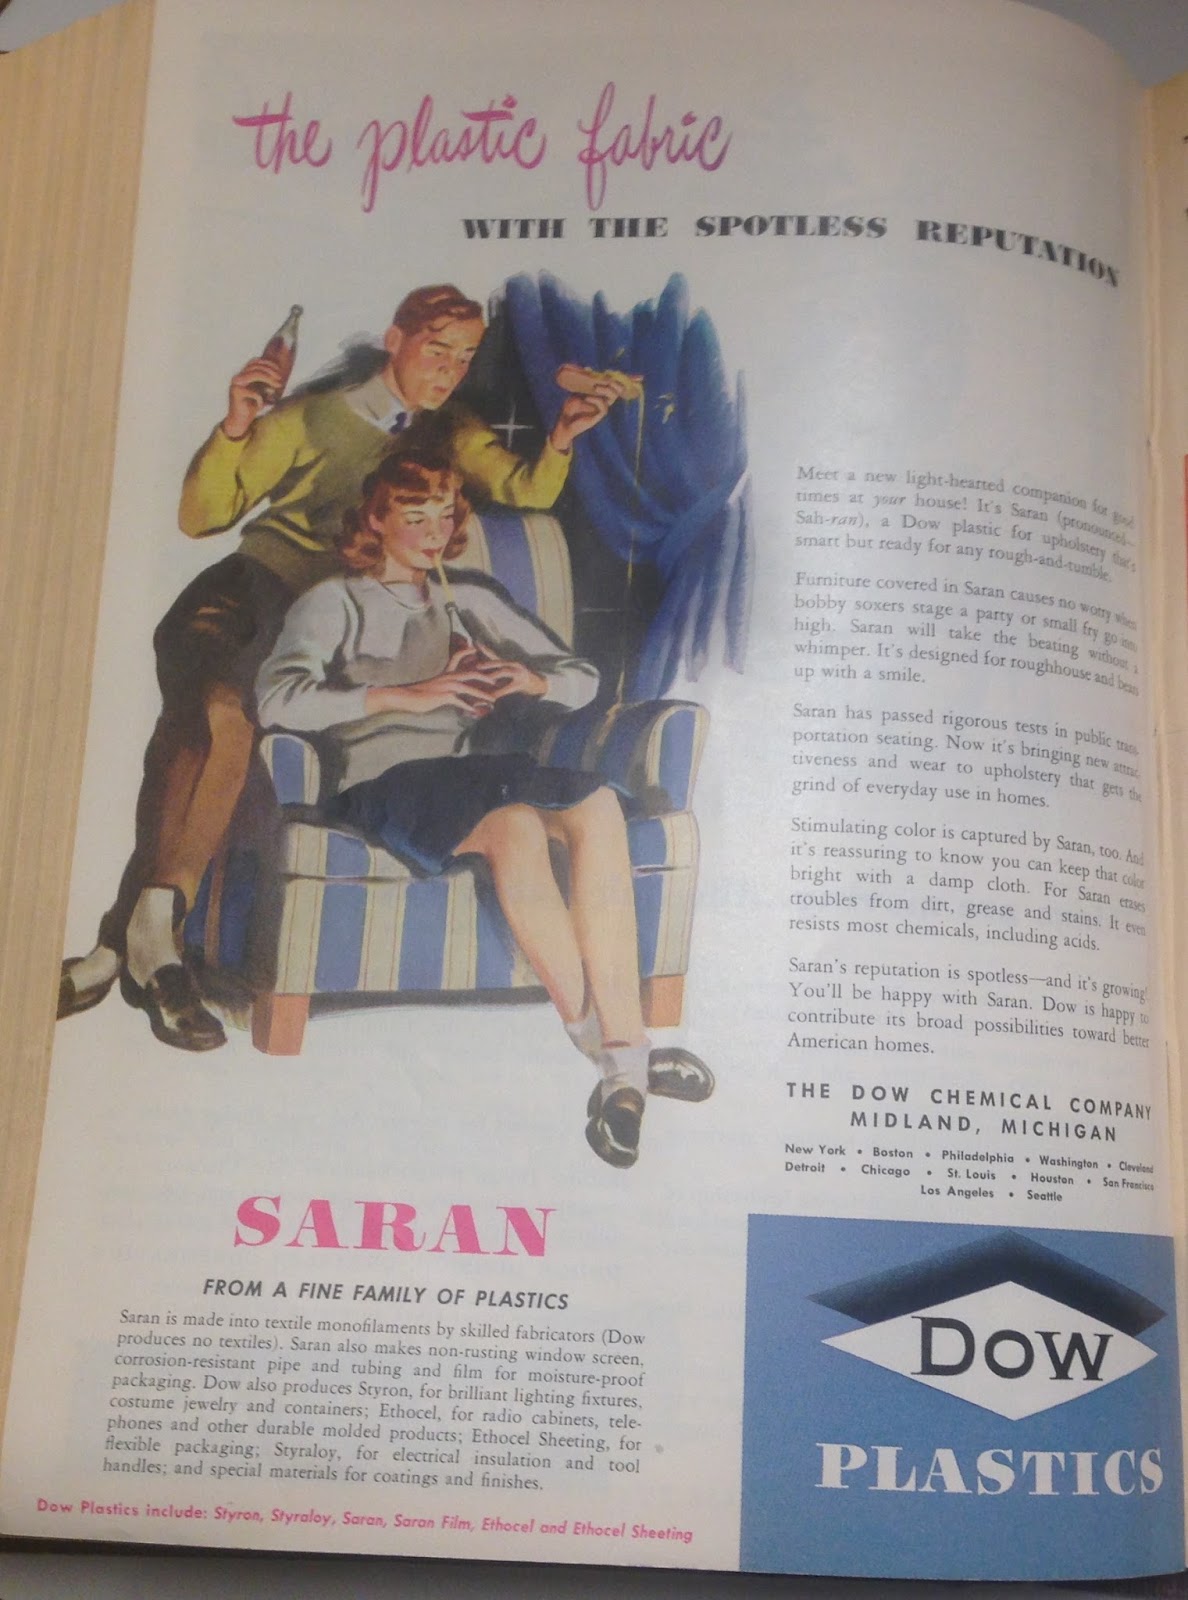 the plastic fabric
WITH THE SPOTLESS REPUTATION
Meet a new light-hearted companion for good
times at your house! It's Saran (pronounced—
Sah-ran), a Dow plastic for upholstery that's
smart but ready for any rough-and-tumble.
Furniture covered in Saran causes no worry when
bobby soxers stage a party or small fry go into
high. Saran will take the beating without a
whimper. It's designed for roughhouse and bears
up with a smile.
Saran has passed rigorous tests in public trans-
portation seating. Now it's bringing new attrac-
tiveness and wear to upholstery that gets the
grind of everyday use in homes.
Stimulating color is captured by Saran, too. And
it's reassuring to know you can keep that color
bright with a damp cloth. For Saran erases
troubles from dirt, grease and stains. It even
resists most chemicals, including acids.
Saran's reputation is spotless—and it's growing!
You'll be happy with Saran. Dow is happy to
contribute its broad possibilities toward better
American homes.
THE DOW CHEMICAL COMPANY
MIDLAND, MICHIGAN
New York • Boston • Philadelphia • Washington • Cleveland
Detroit • Chicago • St. Louis • Houston • San Francisco
Los Angeles • Seattle
SARAN
FROM A FINE FAMILY OF PLASTICS
Saran is made into textile monofilaments by skilled fabricators (Dow
produces no textiles). Saran also makes non-rusting window screen,
corrosion-resistant pipe and tubing and film for moisture-proof
packaging. Dow also produces Styron, for brilliant lighting fixtures,
costume jewelry and containers; Ethocel, for radio cabinets, tele-
phones and other durable molded products; Ethocel Sheeting, for
flexible packaging; Styraloy, for electrical insulation and tool
handles; and special materials for coatings and finishes.
Dow Plastics include: Styron, Styraloy, Saran, Saran Film, Ethocel and Ethocel Sheeting
DOW
PLASTICS